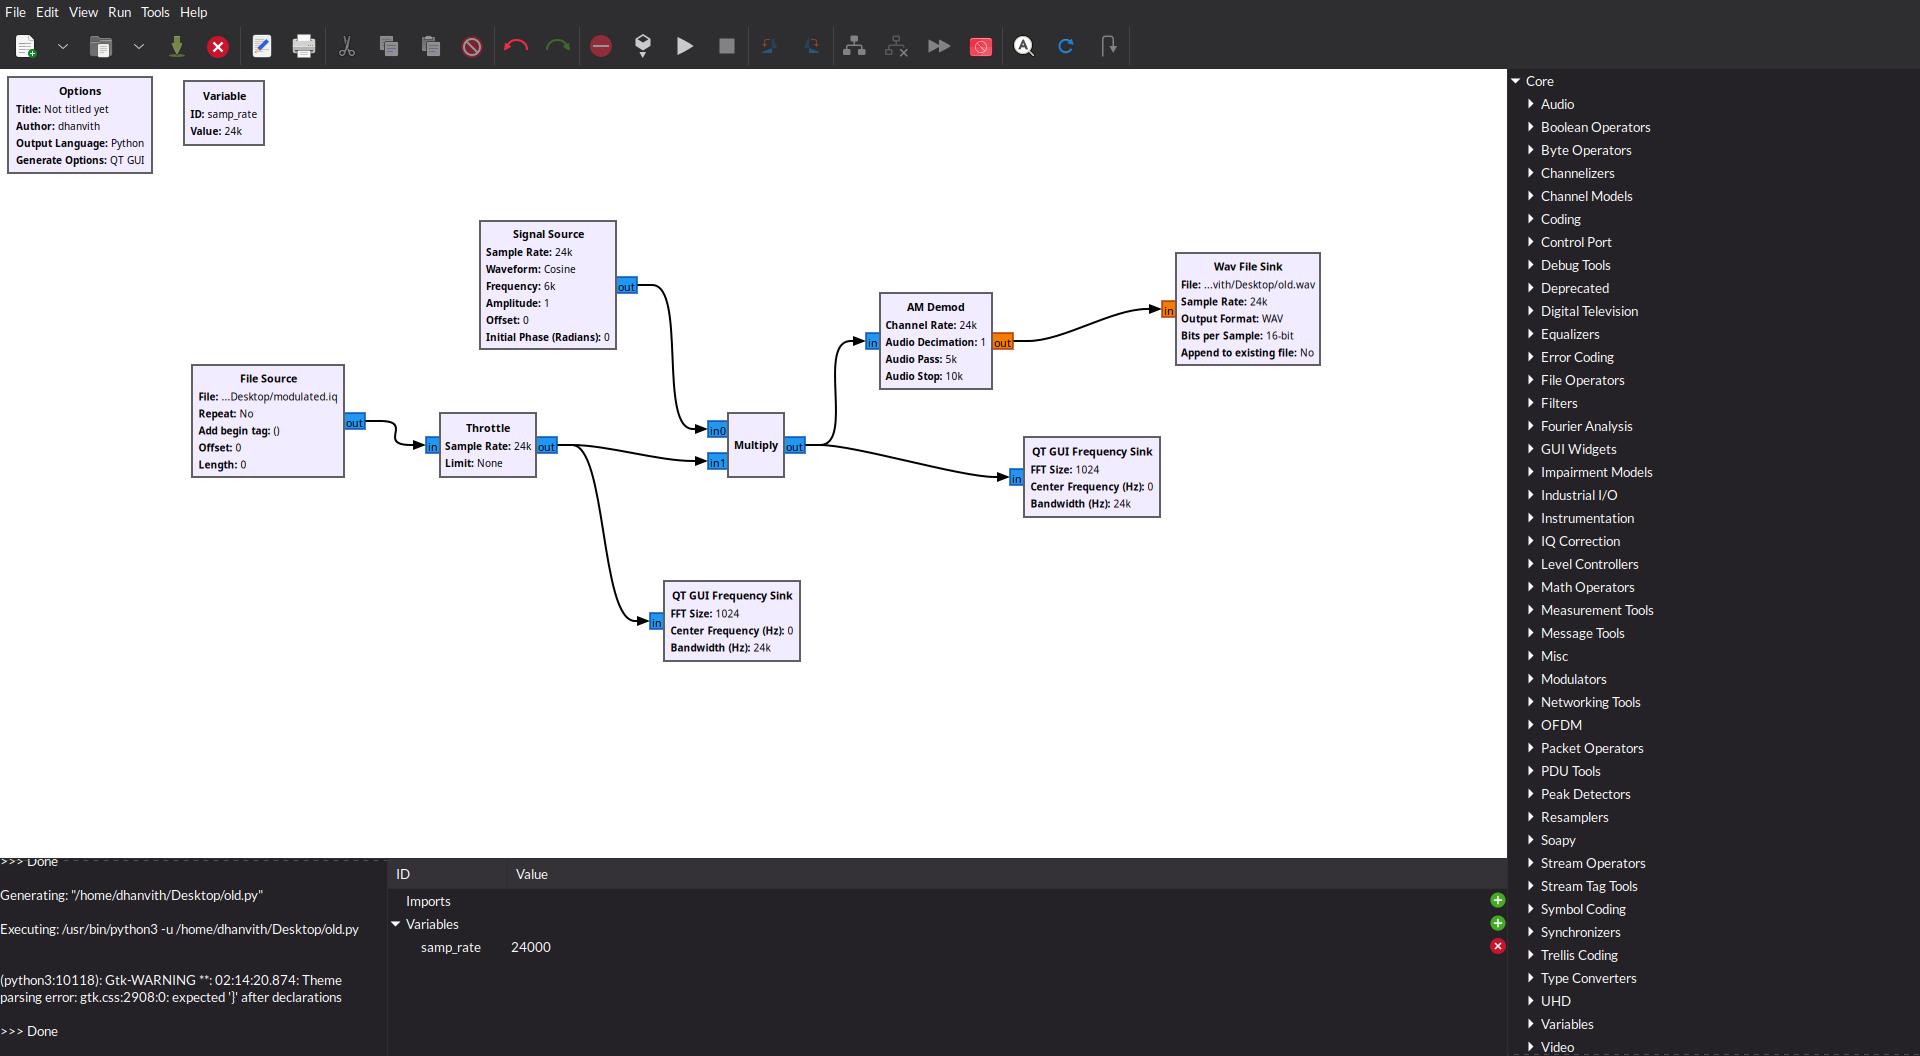 File Edit View Run Tools Help
Options
Title: Not titled yet
Author: dhanvith
Output Language: Python
Generate Options: QT GUI
Variable
ID: samp_rate
Value: 24k
Signal Source
Sample Rate: 24k
Waveform: Cosine
Frequency: 6k
Amplitude: 1
Offset: 0
Initial Phase (Radians): 0
out
File Source
File: ...Desktop/modulated.iq
Repeat: No
Add begin tag: ()
Offset: 0
Length: 0
out
in
Throttle
Sample Rate: 24k
Limit: None
out
in0
in1
Multiply
out
in
AM Demod
Channel Rate: 24k
Audio Decimation: 1
Audio Pass: 5k
Audio Stop: 10k
out
in
Wav File Sink
File: ...vith/Desktop/old.wav
Sample Rate: 24k
Output Format: WAV
Bits per Sample: 16-bit
Append to existing file: No
in
QT GUI Frequency Sink
FFT Size: 1024
Center Frequency (Hz): 0
Bandwidth (Hz): 24k
in
QT GUI Frequency Sink
FFT Size: 1024
Center Frequency (Hz): 0
Bandwidth (Hz): 24k
Core
Audio
Boolean Operators
Byte Operators
Channelizers
Channel Models
Coding
Control Port
Debug Tools
Deprecated
Digital Television
Equalizers
Error Coding
File Operators
Filters
Fourier Analysis
GUI Widgets
Impairment Models
Industrial I/O
Instrumentation
IQ Correction
Level Controllers
Math Operators
Measurement Tools
Message Tools
Misc
Modulators
Networking Tools
OFDM
Packet Operators
PDU Tools
Peak Detectors
Resamplers
Soapy
Stream Operators
Stream Tag Tools
Symbol Coding
Synchronizers
Trellis Coding
Type Converters
UHD
Variables
Video
>>> Done
Generating: "/home/dhanvith/Desktop/old.py"
Executing: /usr/bin/python3 -u /home/dhanvith/Desktop/old.py
(python3:10118): Gtk-WARNING **: 02:14:20.874: Theme
parsing error: gtk.css:2908:0: expected '}' after declarations
>>> Done
ID Value
Imports
Variables
samp_rate 24000